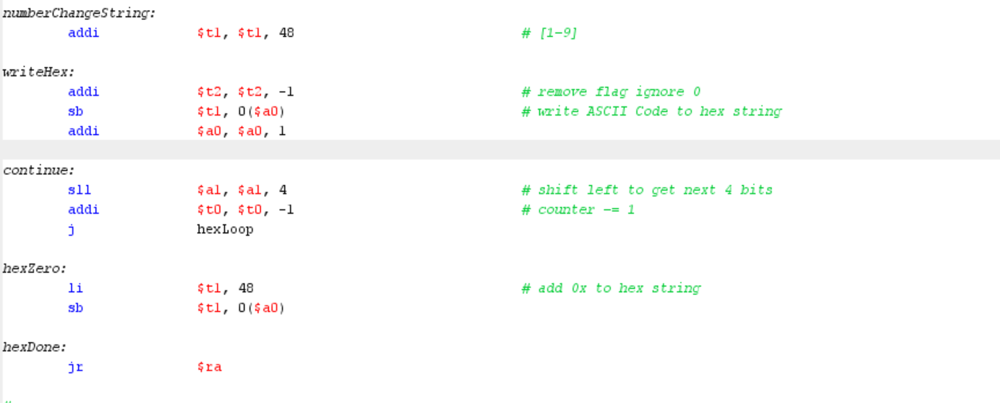 numberChangeString:
addi $t1, $t1, 48 # [1-9]
writeHex:
addi $t2, $t2, -1 # remove flag ignore 0
sb $t1, 0($a0) # write ASCII Code to hex string
addi $a0, $a0, 1
continue:
sll $a1, $a1, 4 # shift left to get next 4 bits
addi $t0, $t0, -1 # counter -= 1
j hexLoop
hexZero:
li $t1, 48 # add 0x to hex string
sb $t1, 0($a0)
hexDone:
jr $ra